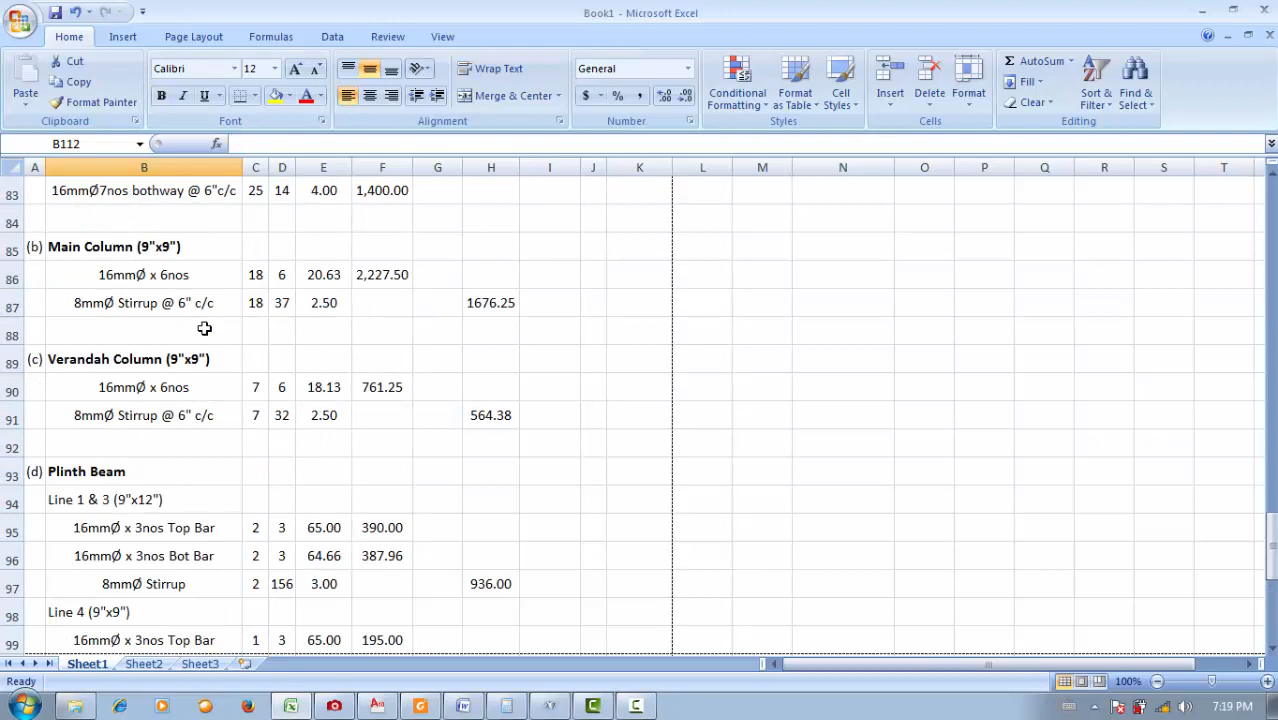 Book1 - Microsoft Excel
Home Insert Page Layout Formulas Data Review View
Paste Cut Copy Format Painter
Calibri 12 A A B I U A
Wrap Text Merge & Center
General $ % , .0 .00 .00 .0
Conditional Formatting Format as Table Cell Styles
Insert Delete Format
Σ AutoSum Fill Clear Sort & Filter Find & Select
Clipboard Font Alignment Number Styles Cells Editing
B112 fx
A B C D E F G H I J K L M N O P Q R S T
83 16mmØ7nos bothway @ 6"c/c 25 14 4.00 1,400.00
84
85 (b) Main Column (9"x9")
86 16mmØ x 6nos 18 6 20.63 2,227.50
87 8mmØ Stirrup @ 6" c/c 18 37 2.50 1676.25
88
89 (c) Verandah Column (9"x9")
90 16mmØ x 6nos 7 6 18.13 761.25
91 8mmØ Stirrup @ 6" c/c 7 32 2.50 564.38
92
93 (d) Plinth Beam
94 Line 1 & 3 (9"x12")
95 16mmØ x 3nos Top Bar 2 3 65.00 390.00
96 16mmØ x 3nos Bot Bar 2 3 64.66 387.96
97 8mmØ Stirrup 2 156 3.00 936.00
98 Line 4 (9"x9")
99 16mmØ x 3nos Top Bar 1 3 65.00 195.00
Sheet1 Sheet2 Sheet3
Ready 100%
7:19 PM